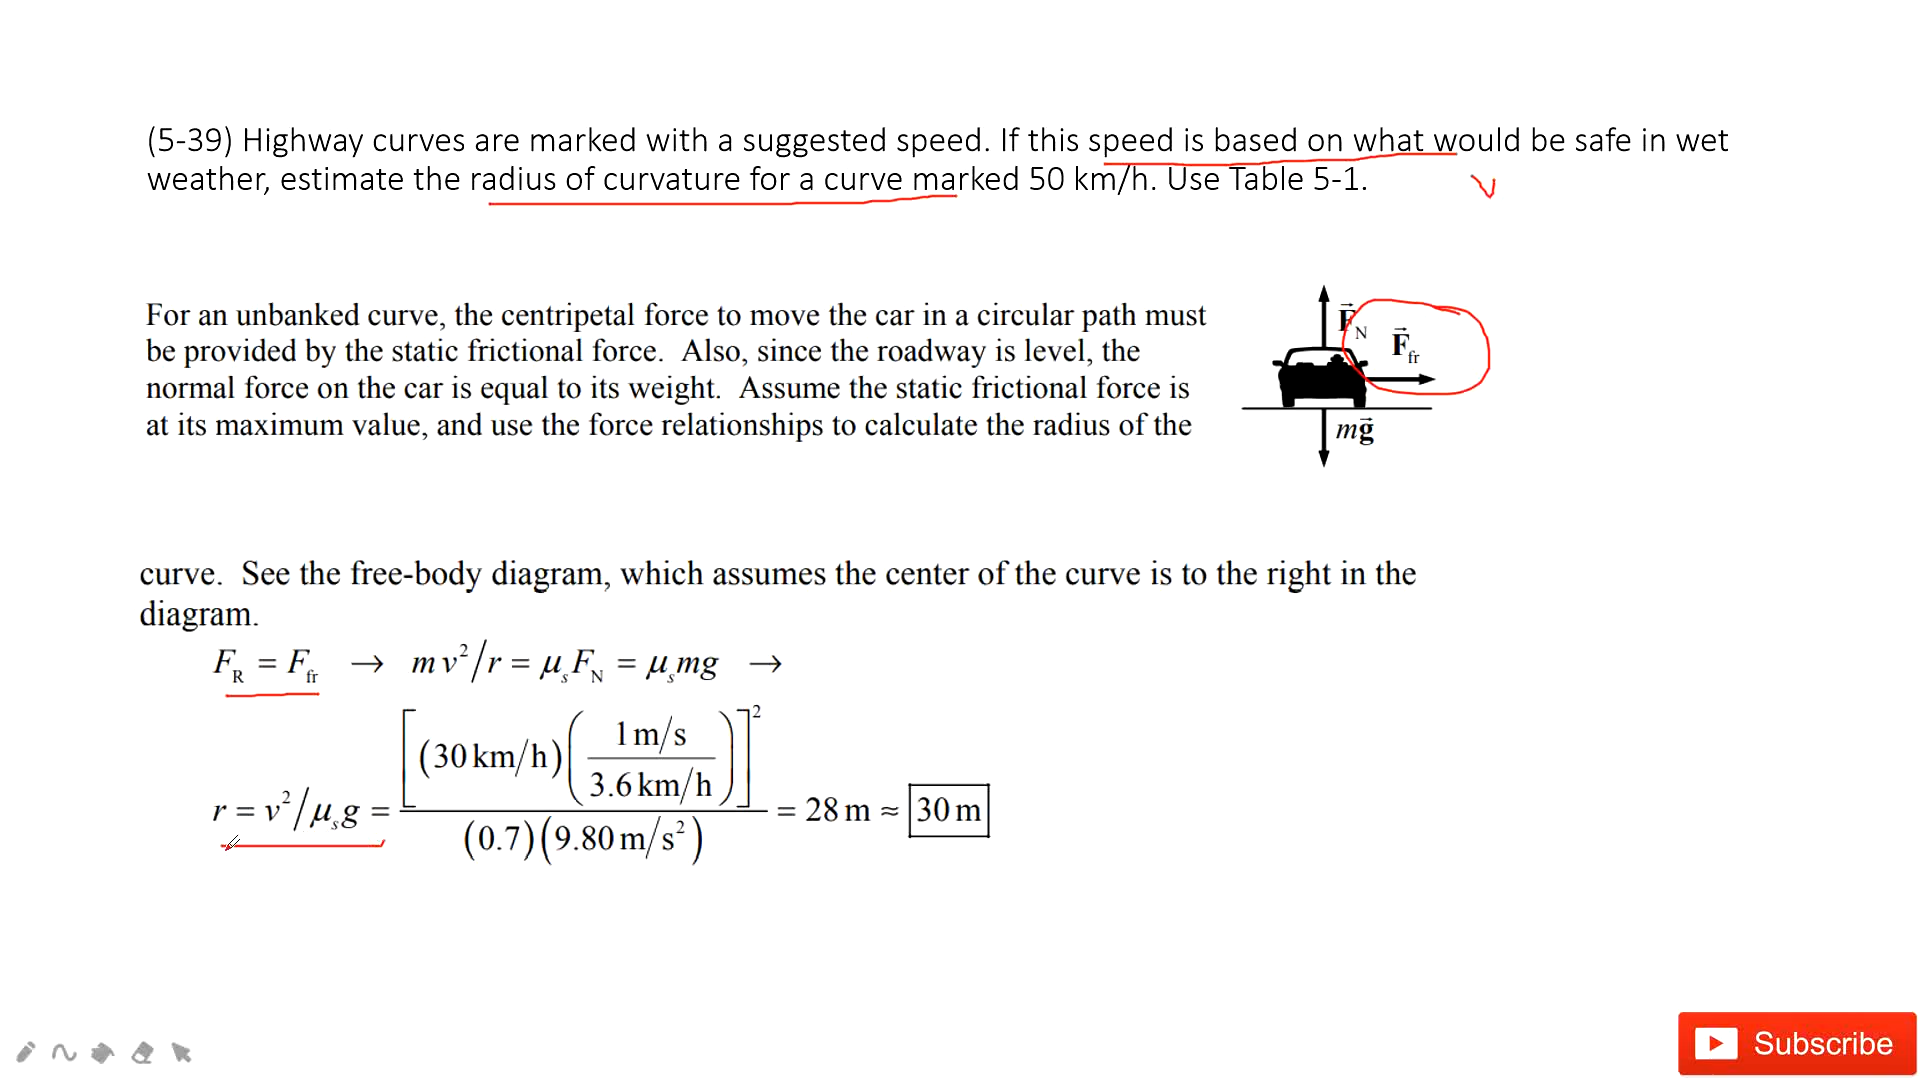 (5-39) Highway curves are marked with a suggested speed. If this speed is based on what would be safe in wet
weather, estimate the radius of curvature for a curve marked 50 km/h. Use Table 5-1.
V
For an unbanked curve, the centripetal force to move the car in a circular path must
be provided by the static frictional force.  Also, since the roadway is level, the
normal force on the car is equal to its weight.  Assume the static frictional force is
at its maximum value, and use the force relationships to calculate the radius of the
F⃗_N
F⃗_fr
mg⃗
curve.  See the free-body diagram, which assumes the center of the curve is to the right in the
diagram.
F_R = F_fr → mv²/r = μ_s F_N = μ_s mg →
r = v²/μ_s g = [(30 km/h)(1 m/s / 3.6 km/h)]² / (0.7)(9.80 m/s²) = 28 m ≈ 30 m
Subscribe